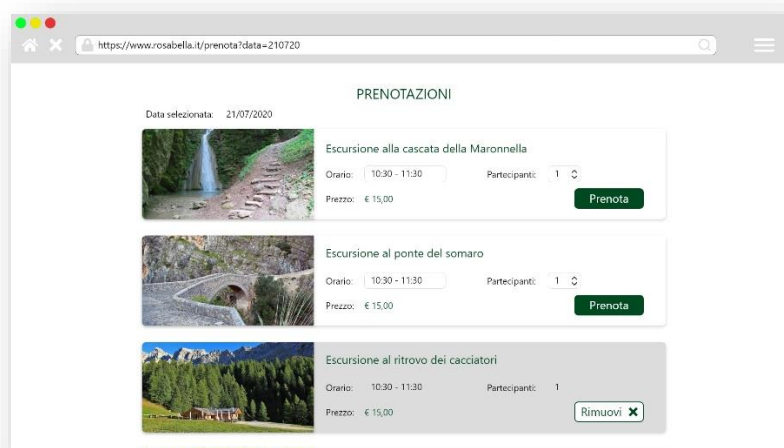 https://www.rosabella.it/prenota?data=210720
PRENOTAZIONI
Data selezionata: 21/07/2020
Escursione alla cascata della Maronnella
Orario: 10:30 - 11:30 Partecipanti: 1
Prezzo: € 15,00 Prenota
Escursione al ponte del somaro
Orario: 10:30 - 11:30 Partecipanti: 1
Prezzo: € 15,00 Prenota
Escursione al ritrovo dei cacciatori
Orario: 10:30 - 11:30 Partecipanti: 1
Prezzo: € 15,00 Rimuovi